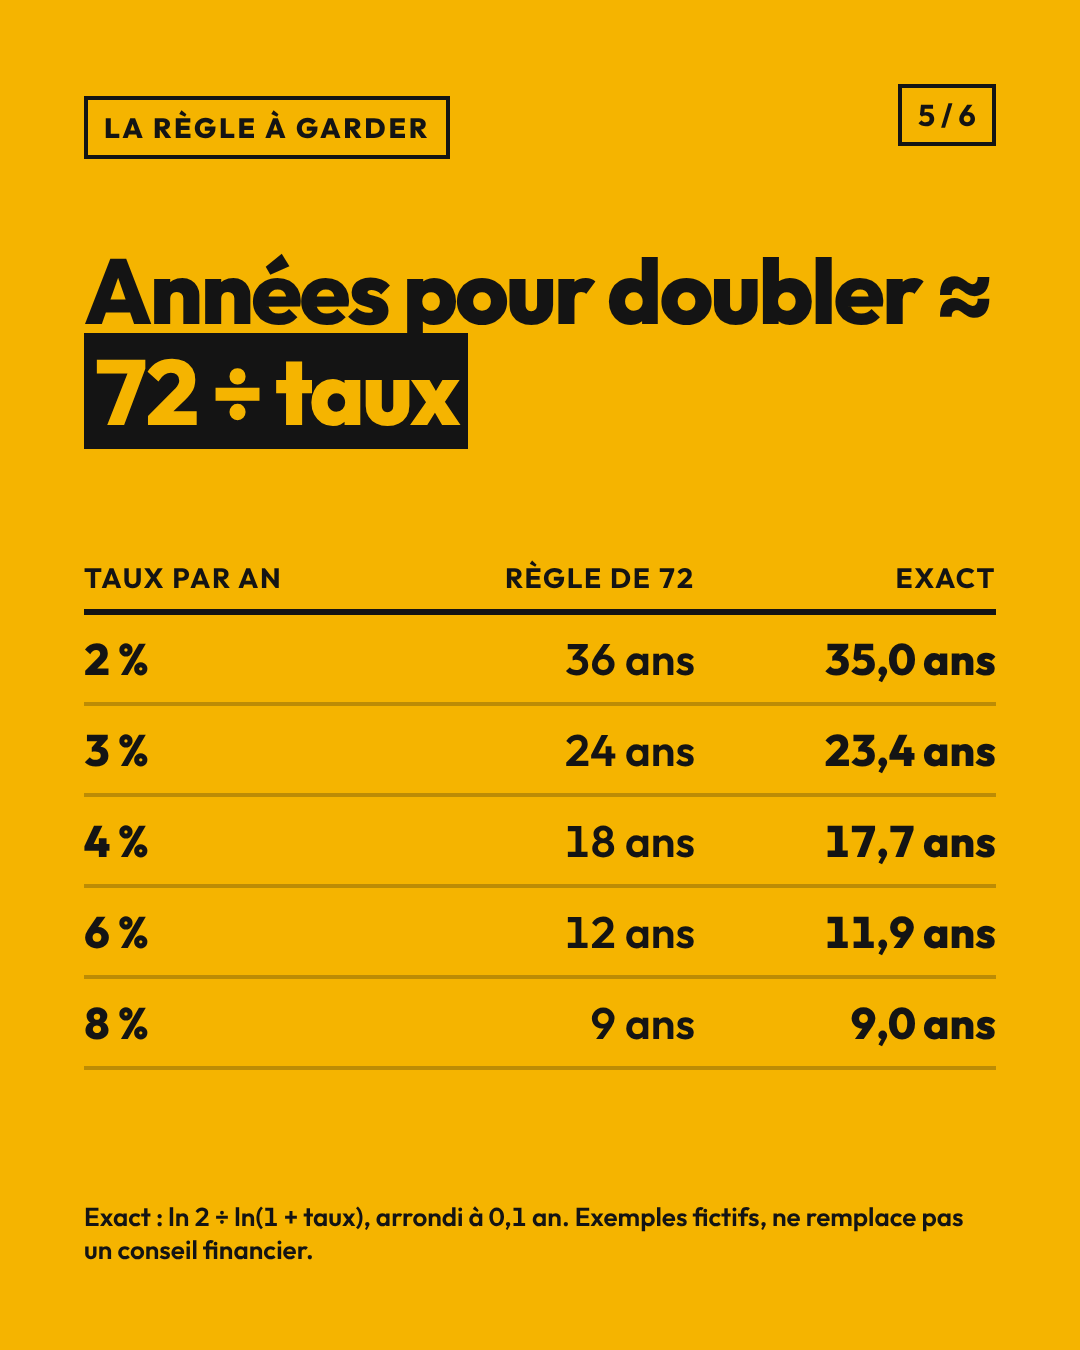 LA RÈGLE À GARDER
5 / 6
Années pour doubler ≈
72 ÷ taux
TAUX PAR AN RÈGLE DE 72 EXACT
2 % 36 ans 35,0 ans
3 % 24 ans 23,4 ans
4 % 18 ans 17,7 ans
6 % 12 ans 11,9 ans
8 % 9 ans 9,0 ans
Exact : ln 2 ÷ ln(1 + taux), arrondi à 0,1 an. Exemples fictifs, ne remplace pas
un conseil financier.